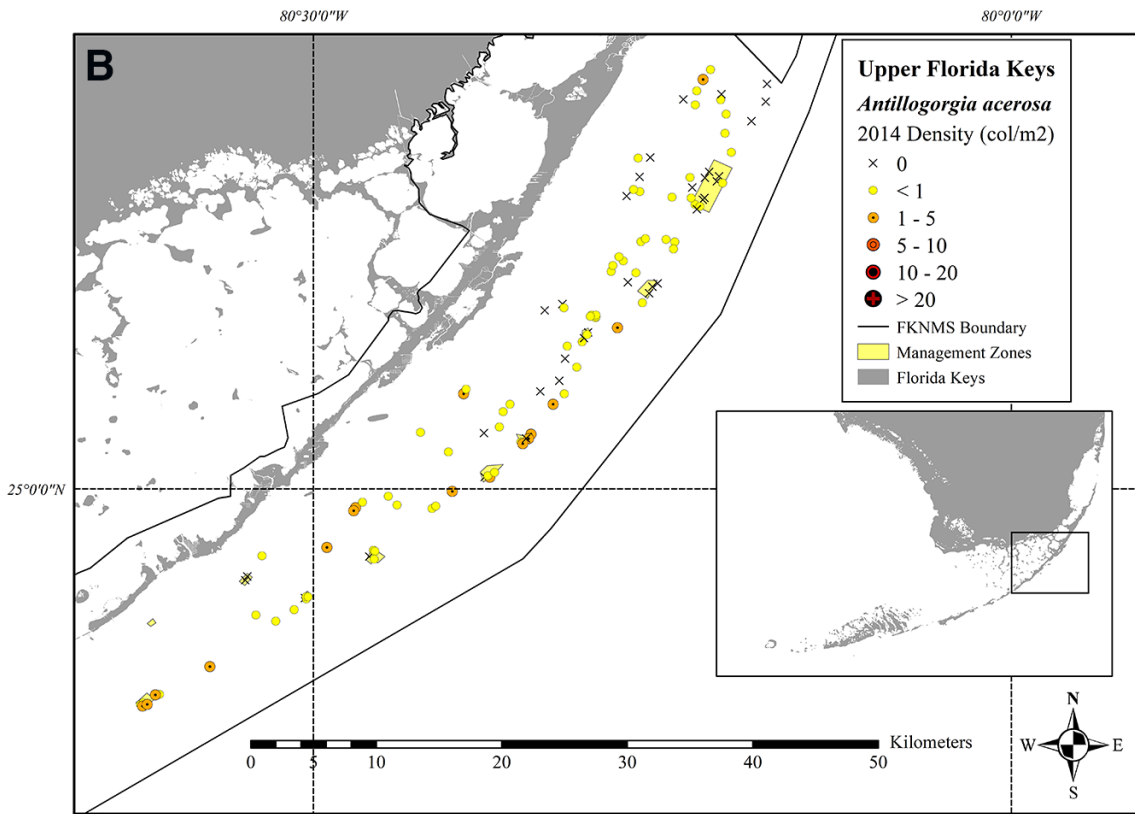 80°30'0"W
80°0'0"W
B
Upper Florida Keys
Antillogorgia acerosa
2014 Density (col/m2)
0
< 1
1 - 5
5 - 10
10 - 20
> 20
FKNMS Boundary
Management Zones
Florida Keys
25°0'0"N
Kilometers
0 5 10 20 30 40 50
N
W E
S